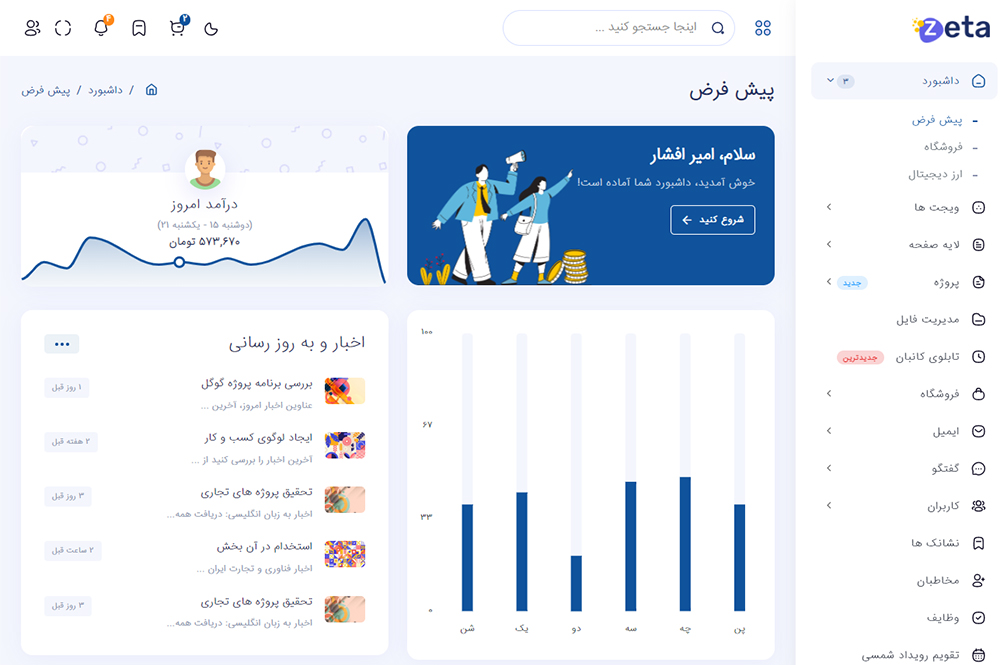 zeta
اینجا جستجو کنید ...
۲
۴
داشبورد
۳
پیش فرض
فروشگاه
ارز دیجیتال
ویجت ها
لایه صفحه
پروژه
جدید
مدیریت فایل
تابلوی کانبان
جدیدترین
فروشگاه
ایمیل
گفتگو
کاربران
نشانک ها
مخاطبان
وظایف
تقویم رویداد شمسی
پیش فرض
داشبورد / پیش فرض
سلام، امیر افشار
خوش آمدید، داشبورد شما آماده است!
شروع کنید
درآمد امروز
(دوشنبه ۱۵ - یکشنبه ۲۱)
۵۷۳,۶۷۰ تومان
۱۰۰
۶۷
۳۳
۰
شن
یک
دو
سه
چه
پن
اخبار و به روز رسانی
بررسی برنامه پروژه گوگل
عناوین اخبار امروز، آخرین ...
۱ روز قبل
ایجاد لوگوی کسب و کار
آخرین اخبار را بررسی کنید از ...
۲ هفته قبل
تحقیق پروژه های تجاری
اخبار به زبان انگلیسی: دریافت همه...
۳ روز قبل
استخدام در آن بخش
اخبار فناوری و تجارت ایران ...
۲ ساعت قبل
تحقیق پروژه های تجاری
اخبار به زبان انگلیسی: دریافت همه...
۳ روز قبل